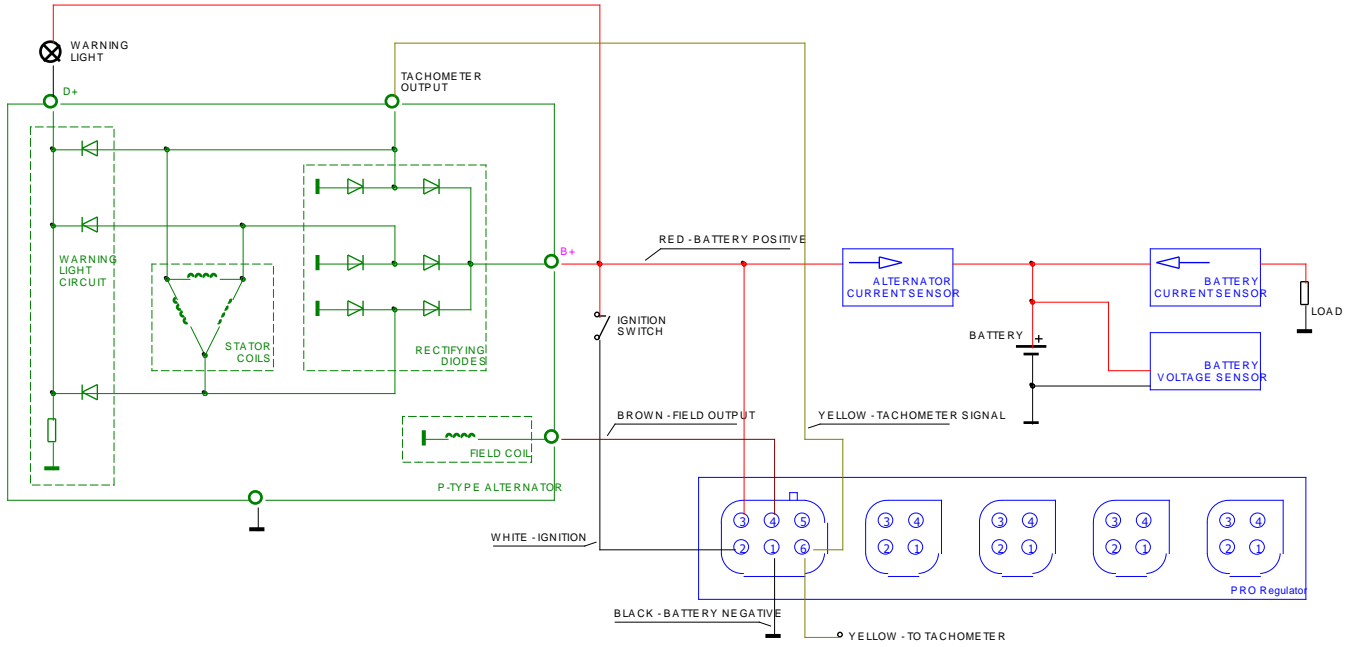 WARNING
LIGHT
D+
TACHOMETER
OUTPUT
WARNING
LIGHT
CIRCUIT
STATOR
COILS
RECTIFYING
DIODES
B+
RED - BATTERY POSITIVE
ALTERNATOR
CURRENT SENSOR
BATTERY
CURRENT SENSOR
LOAD
IGNITION
SWITCH
BATTERY
+
BATTERY
VOLTAGE SENSOR
BROWN - FIELD OUTPUT
YELLOW - TACHOMETER SIGNAL
FIELD COIL
P-TYPE ALTERNATOR
WHITE - IGNITION
3 4 5
2 1 6
3 4
2 1
3 4
2 1
3 4
2 1
3 4
2 1
PRO Regulator
BLACK - BATTERY NEGATIVE
YELLOW - TO TACHOMETER